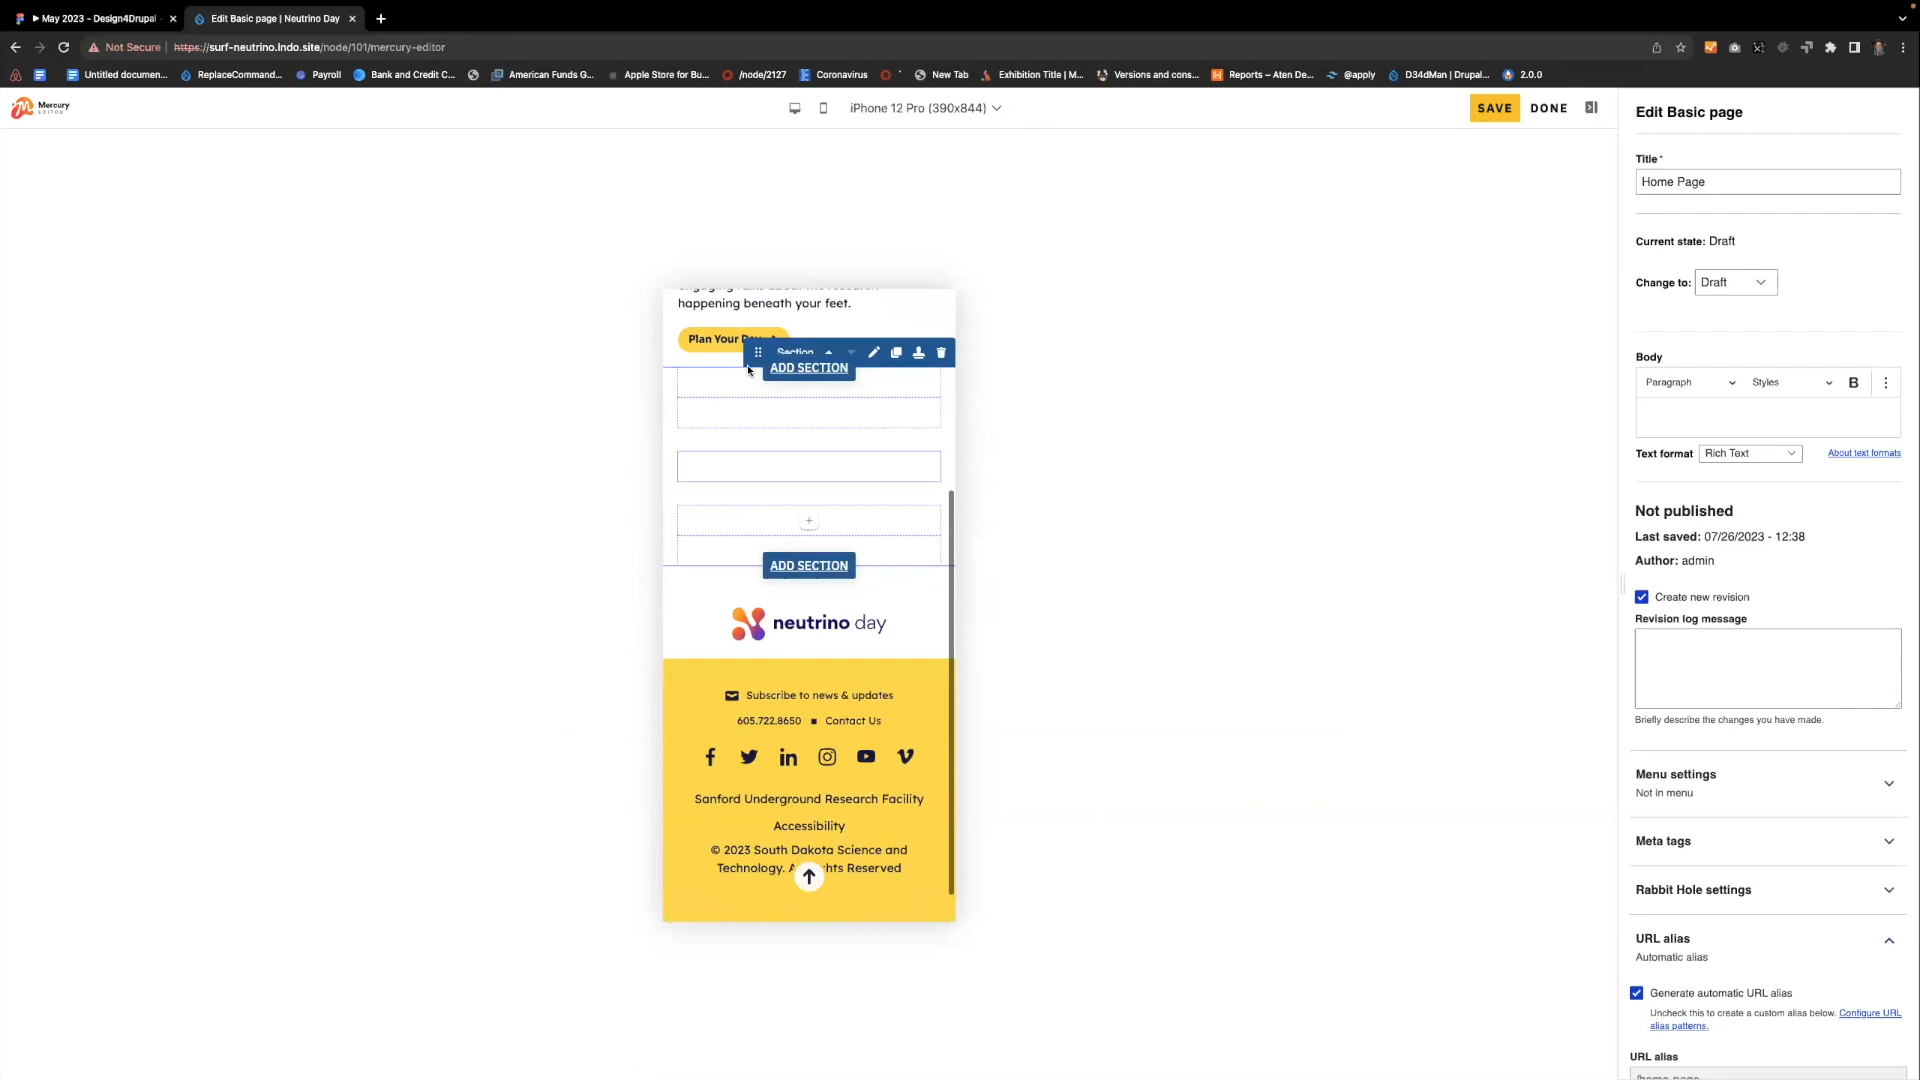 May 2023 - Design4Drupal
Edit Basic page | Neutrino Day
Not Secure
https://surf-neutrino.lndo.site/node/101/mercury-editor
Untitled documen...
ReplaceCommand...
Payroll
Bank and Credit C...
American Funds G...
Apple Store for Bu...
/node/2127
Coronavirus
New Tab
Exhibition Title | M...
Versions and cons...
Reports – Aten De...
@apply
D34dMan | Drupal...
2.0.0
Mercury
EDITOR
iPhone 12 Pro (390x844)
SAVE
DONE
happening beneath your feet.
Plan Your
Section
ADD SECTION
ADD SECTION
neutrino day
Subscribe to news & updates
605.722.8650 ■ Contact Us
Sanford Underground Research Facility
Accessibility
© 2023 South Dakota Science and
Technology. Reserved
Edit Basic page
Title*
Home Page
Current state: Draft
Change to: Draft
Body
Paragraph
Styles
B
Text format
Rich Text
About text formats
Not published
Last saved: 07/26/2023 - 12:38
Author: admin
Create new revision
Revision log message
Briefly describe the changes you have made.
Menu settings
Not in menu
Meta tags
Rabbit Hole settings
URL alias
Automatic alias
Generate automatic URL alias
Uncheck this to create a custom alias below. Configure URL
alias patterns.
URL alias